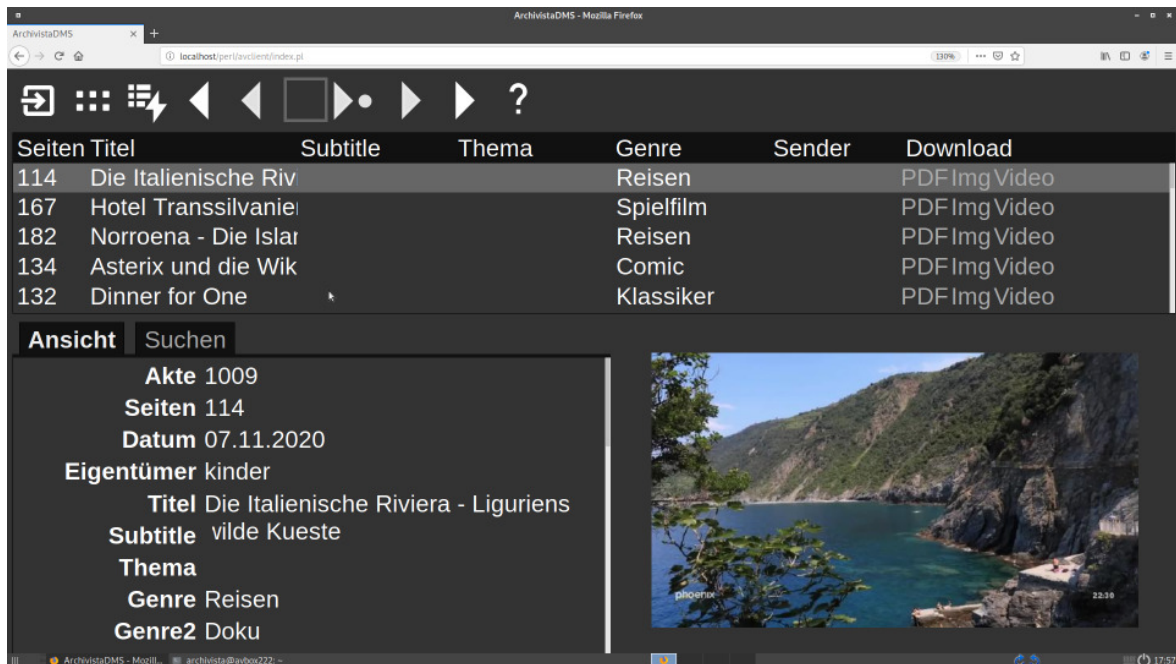 ArchivistaDMS - Mozilla Firefox
ArchivistaDMS × +
localhost/perl/avclient/index.pl 130%
?
Seiten Titel Subtitle Thema Genre Sender Download
114 Die Italienische Riv Reisen PDF Img Video
167 Hotel Transsilvanie Spielfilm PDF Img Video
182 Norroena - Die Islar Reisen PDF Img Video
134 Asterix und die Wik Comic PDF Img Video
132 Dinner for One Klassiker PDF Img Video
Ansicht Suchen
Akte 1009
Seiten 114
Datum 07.11.2020
Eigentümer kinder
Titel Die Italienische Riviera - Liguriens
Subtitle wilde Kueste
Thema
Genre Reisen
Genre2 Doku
phoenix 22:30
ArchivistaDMS - Mozill... archivista@avbox222: ~ 17:57